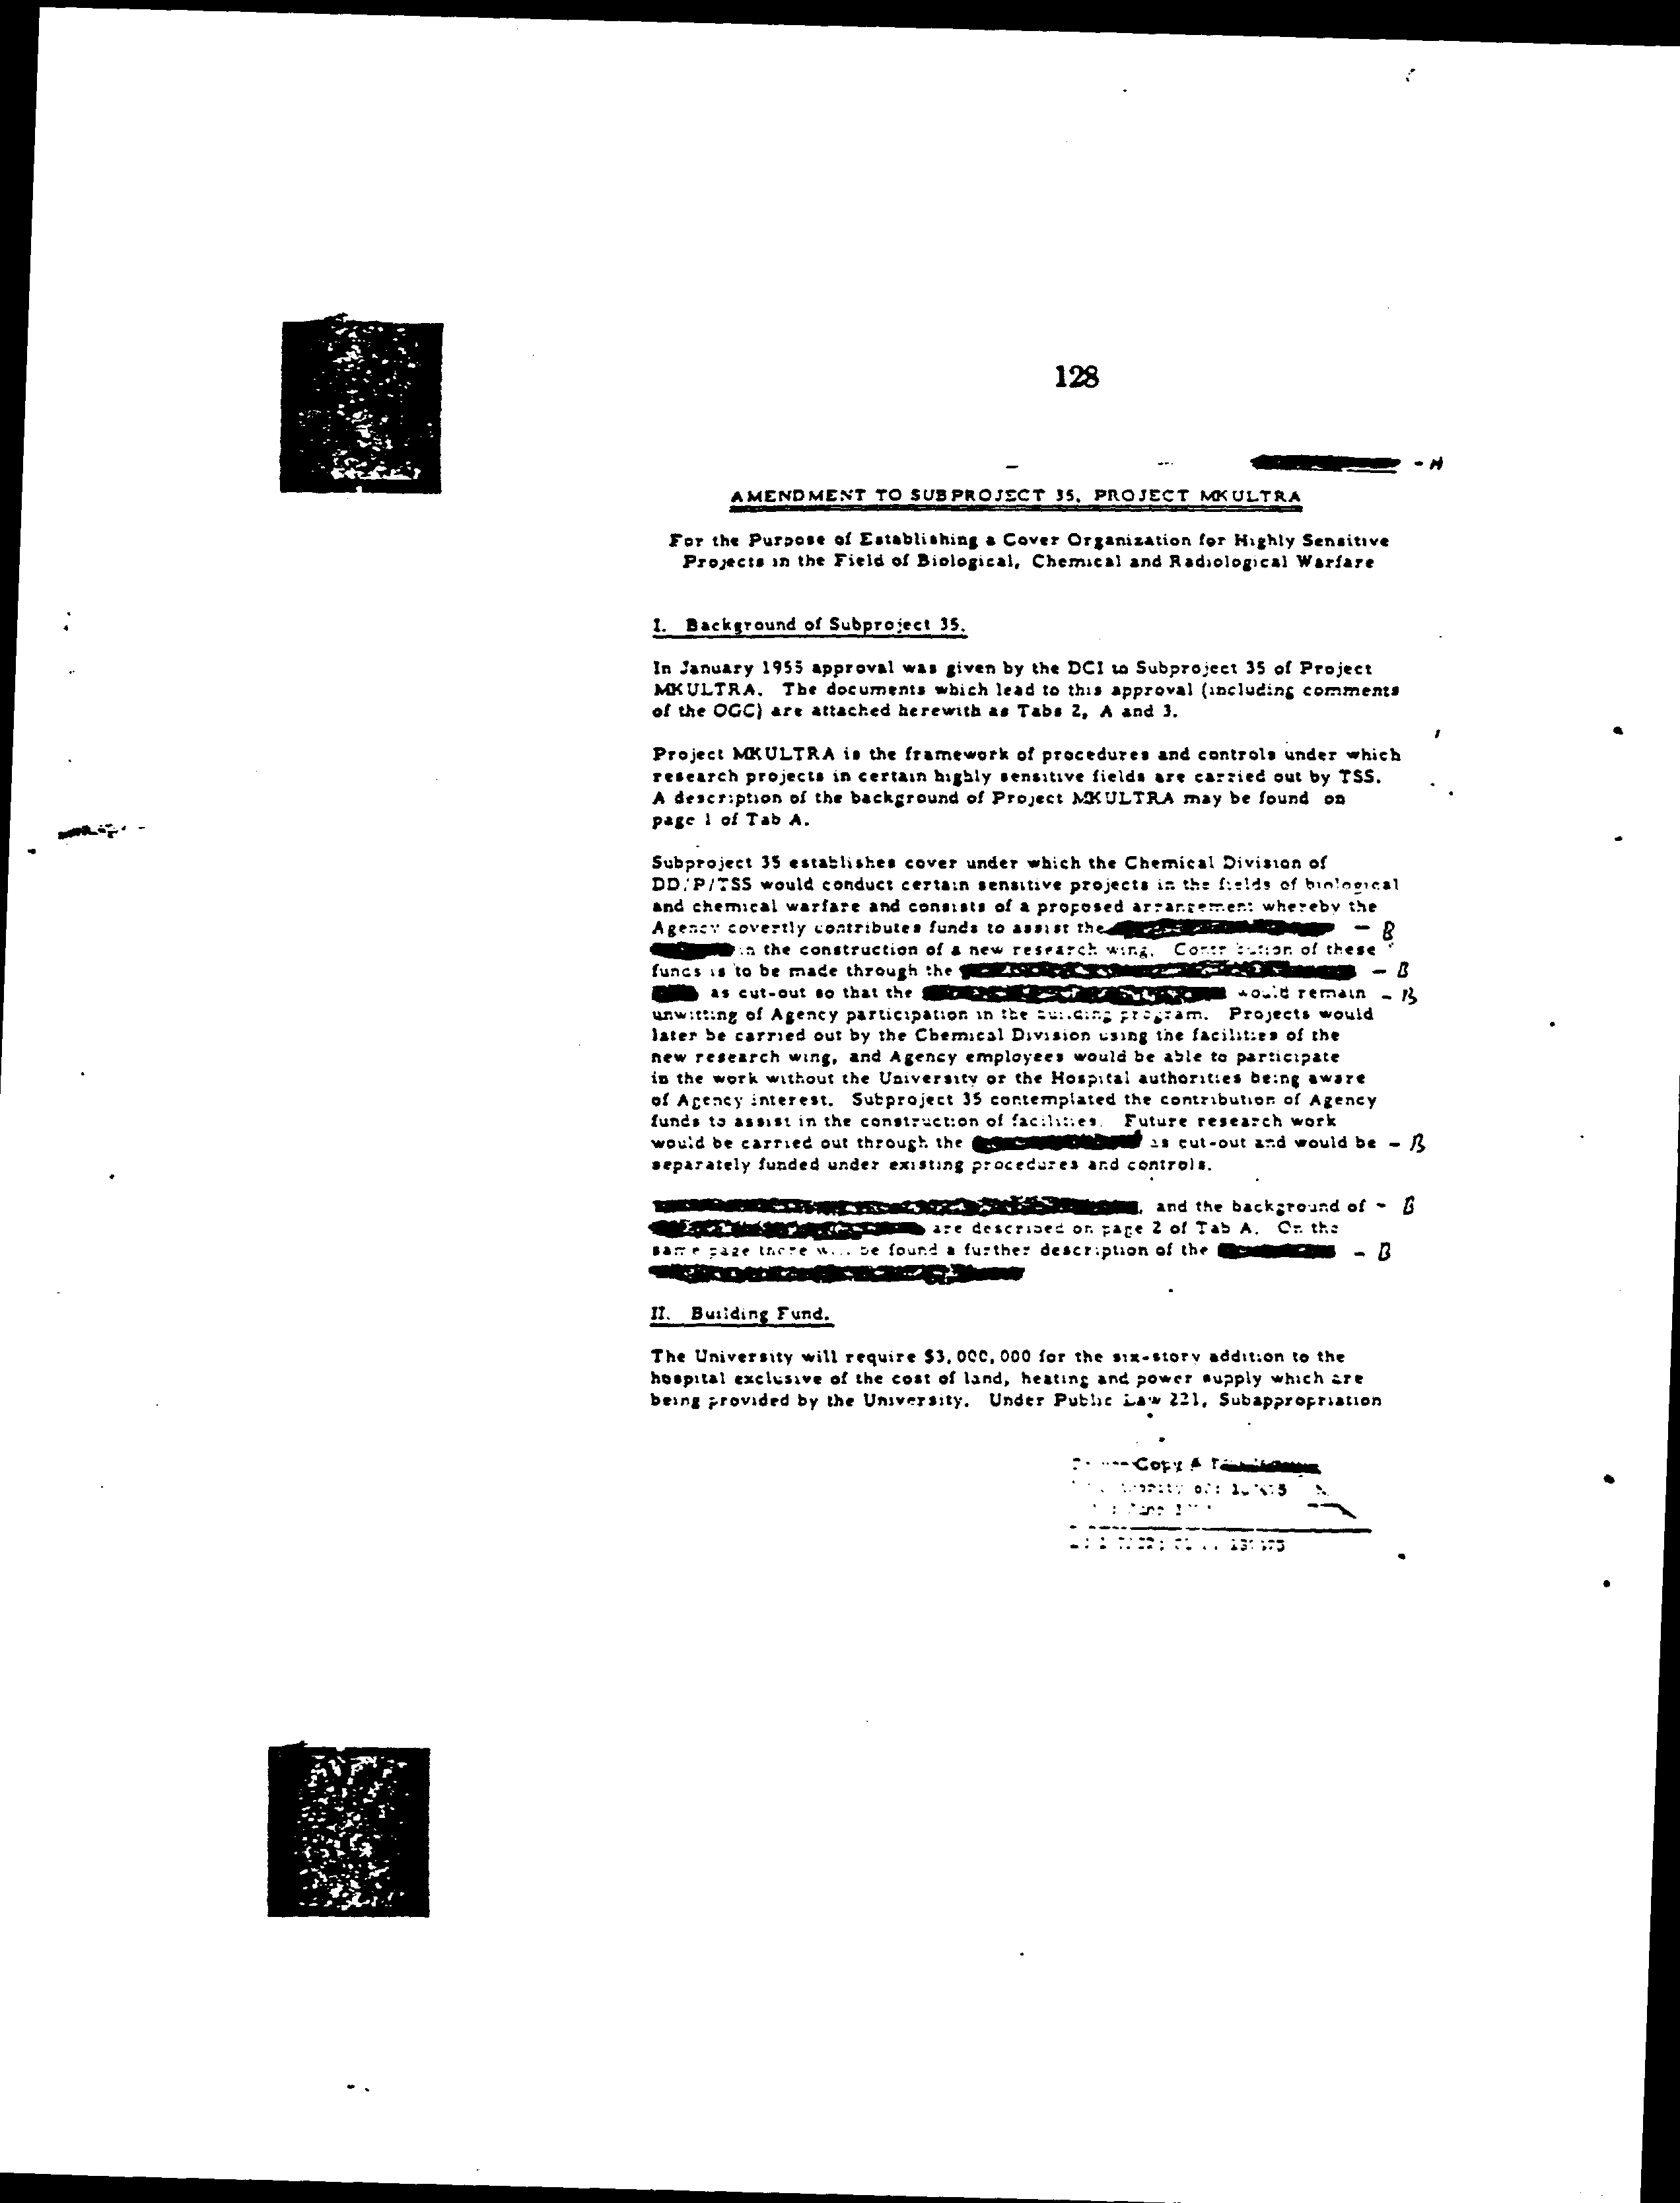 128
- A
AMENDMENT TO SUBPROJECT 35, PROJECT MKULTRA
For the Purpose of Establishing a Cover Organization for Highly Sensitive
Projects in the Field of Biological, Chemical and Radiological Warfare
I. Background of Subproject 35.
In January 1955 approval was given by the DCI to Subproject 35 of Project
MKULTRA. The documents which lead to this approval (including comments
of the OGC) are attached herewith as Tabs 2, A and 3.
Project MKULTRA is the framework of procedures and controls under which
research projects in certain highly sensitive fields are carried out by TSS.
A description of the background of Project MKULTRA may be found on
page 1 of Tab A.
Subproject 35 establishes cover under which the Chemical Division of
DD/P/TSS would conduct certain sensitive projects in the fields of biological
and chemical warfare and consists of a proposed arrangement whereby the
Agency covertly contributes funds to assist the - B
in the construction of a new research wing. Contribution of these
funds is to be made through the - B
as cut-out so that the would remain - B
unwitting of Agency participation in the building program. Projects would
later be carried out by the Chemical Division using the facilities of the
new research wing, and Agency employees would be able to participate
in the work without the University or the Hospital authorities being aware
of Agency interest. Subproject 35 contemplated the contribution of Agency
funds to assist in the construction of facilities. Future research work
would be carried out through the as cut-out and would be - B
separately funded under existing procedures and controls.
, and the background of - B
are described on page 2 of Tab A. On the
same page there will be found a further description of the - B
II. Building Fund.
The University will require $3,000,000 for the six-story addition to the
hospital exclusive of the cost of land, heating and power supply which are
being provided by the University. Under Public Law 221, Subappropriation
Copy #